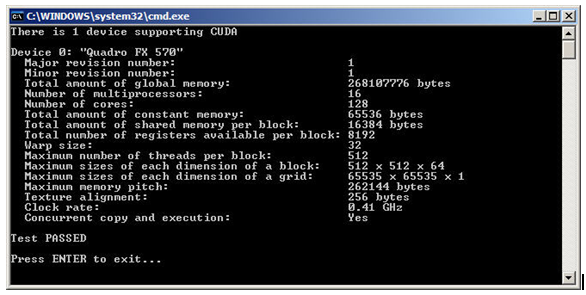 C:\WINDOWS\system32\cmd.exe
There is 1 device supporting CUDA
Device 0: "Quadro FX 570"
Major revision number: 1
Minor revision number: 1
Total amount of global memory: 268107776 bytes
Number of multiprocessors: 16
Number of cores: 128
Total amount of constant memory: 65536 bytes
Total amount of shared memory per block: 16384 bytes
Total number of registers available per block: 8192
Warp size: 32
Maximum number of threads per block: 512
Maximum sizes of each dimension of a block: 512 x 512 x 64
Maximum sizes of each dimension of a grid: 65535 x 65535 x 1
Maximum memory pitch: 262144 bytes
Texture alignment: 256 bytes
Clock rate: 0.41 GHz
Concurrent copy and execution: Yes
Test PASSED
Press ENTER to exit...